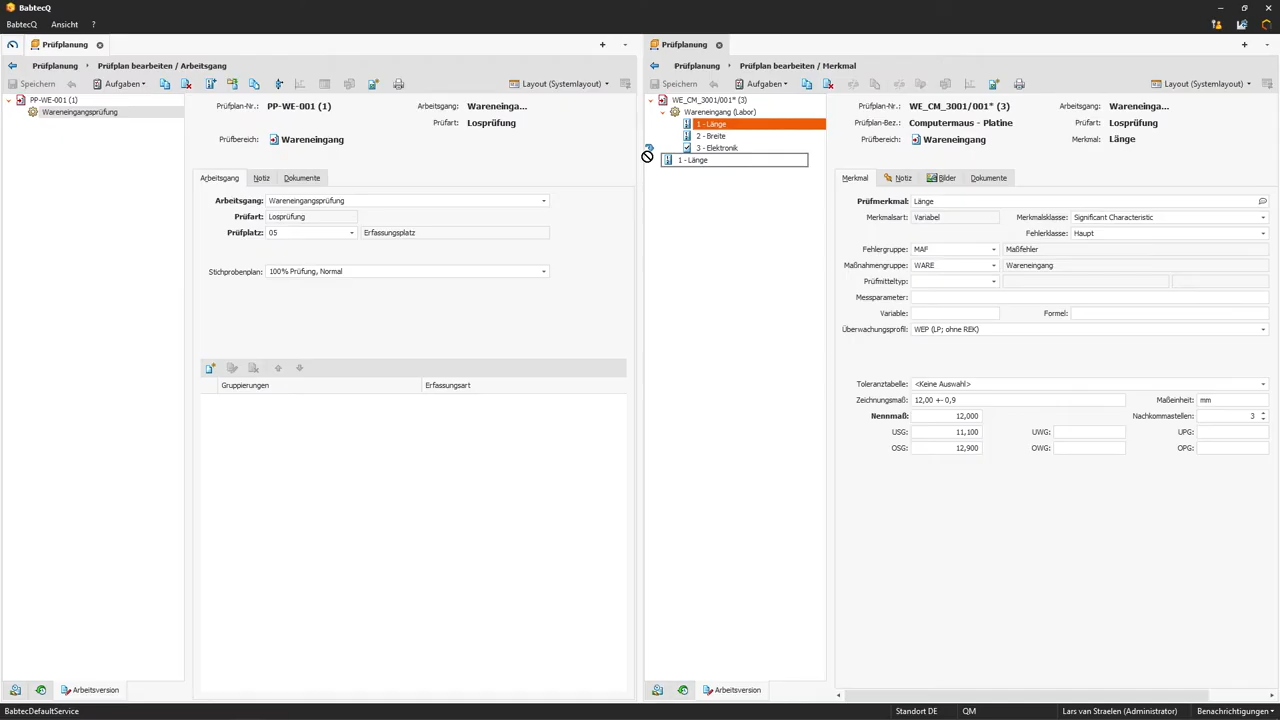 BabtecQ
BabtecQ Ansicht ?
Prüfplanung
Prüfplanung › Prüfplan bearbeiten / Arbeitsgang
Speichern Aufgaben Layout (Systemlayout)
PP-WE-001 (1)
Wareneingangsprüfung
Prüfplan-Nr.: PP-WE-001 (1) Arbeitsgang: Wareneinga...
Prüfart: Losprüfung
Prüfbereich: Wareneingang
Arbeitsgang Notiz Dokumente
Arbeitsgang: Wareneingangsprüfung
Prüfart: Losprüfung
Prüfplatz: 05 Erfassungsplatz
Stichprobenplan: 100% Prüfung, Normal
Gruppierungen Erfassungsart
Arbeitsversion
Prüfplanung
Prüfplanung › Prüfplan bearbeiten / Merkmal
Speichern Aufgaben Layout (Systemlayout)
WE_CM_3001/001* (3)
Wareneingang (Labor)
1 - Länge
2 - Breite
3 - Elektronik
1 - Länge
Prüfplan-Nr.: WE_CM_3001/001* (3) Arbeitsgang: Wareneinga...
Prüfplan-Bez.: Computermaus - Platine Prüfart: Losprüfung
Prüfbereich: Wareneingang Merkmal: Länge
Merkmal Notiz Bilder Dokumente
Prüfmerkmal: Länge
Merkmalsart: Variabel Merkmalsklasse: Significant Characteristic
Fehlerklasse: Haupt
Fehlergruppe: MAF Maßfehler
Maßnahmengruppe: WARE Wareneingang
Prüfmitteltyp:
Messparameter:
Variable: Formel:
Überwachungsprofil: WEP (LP; ohne REK)
Toleranztabelle: <Keine Auswahl>
Zeichnungsmaß: 12,00 +- 0,9 Maßeinheit: mm
Nennmaß: 12,000 Nachkommastellen: 3
USG: 11,100 UWG: UPG:
OSG: 12,900 OWG: OPG:
Arbeitsversion
BabtecDefaultService Standort DE QM Lars van Straelen (Administrator) Benachrichtigungen